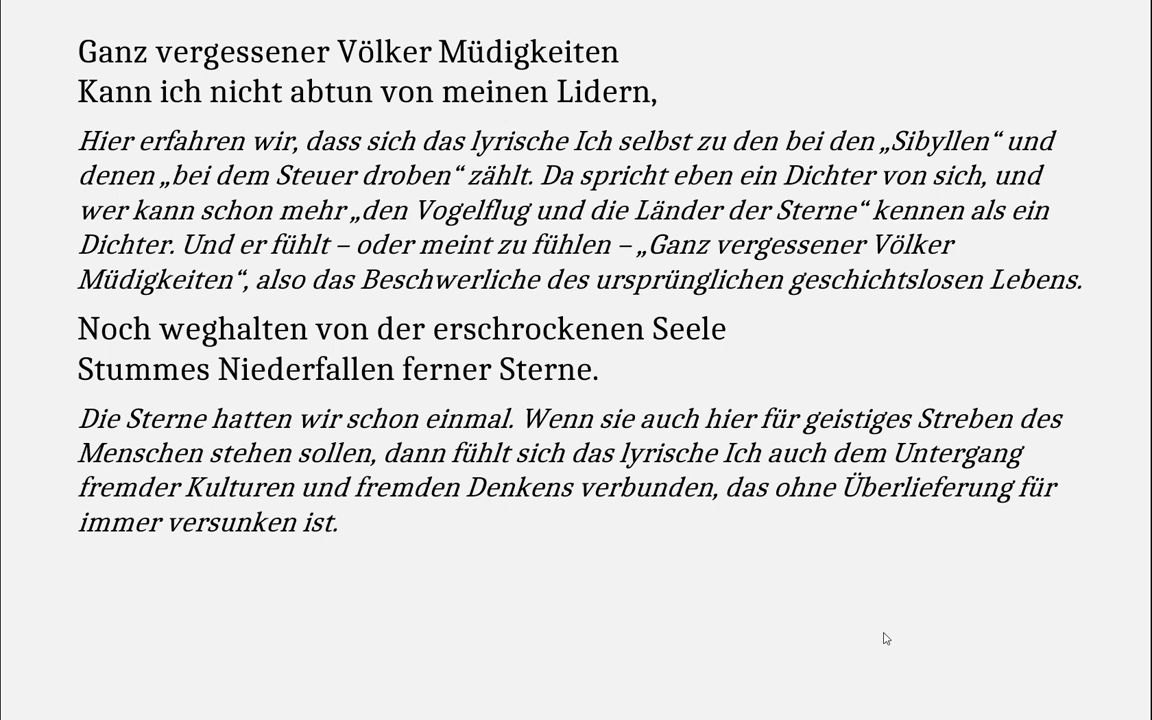 Ganz vergessener Völker Müdigkeiten
Kann ich nicht abtun von meinen Lidern,
Hier erfahren wir, dass sich das lyrische Ich selbst zu den bei den „Sibyllen“ und
denen „bei dem Steuer droben“ zählt. Da spricht eben ein Dichter von sich, und
wer kann schon mehr „den Vogelflug und die Länder der Sterne“ kennen als ein
Dichter. Und er fühlt – oder meint zu fühlen – „Ganz vergessener Völker
Müdigkeiten“, also das Beschwerliche des ursprünglichen geschichtslosen Lebens.
Noch weghalten von der erschrockenen Seele
Stummes Niederfallen ferner Sterne.
Die Sterne hatten wir schon einmal. Wenn sie auch hier für geistiges Streben des
Menschen stehen sollen, dann fühlt sich das lyrische Ich auch dem Untergang
fremder Kulturen und fremden Denkens verbunden, das ohne Überlieferung für
immer versunken ist.